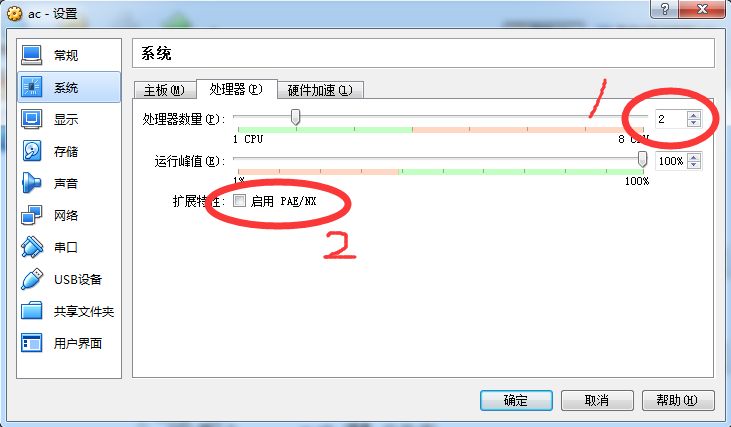 ac - 设置
常规
系统
显示
存储
声音
网络
串口
USB设备
共享文件夹
用户界面
系统
主板(M)
处理器(P)
硬件加速(L)
1
处理器数量(P):
2
1 CPU
8 CPU
运行峰值(E):
100%
1%
100%
扩展特性:
启用 PAE/NX
2
确定
取消
帮助(H)